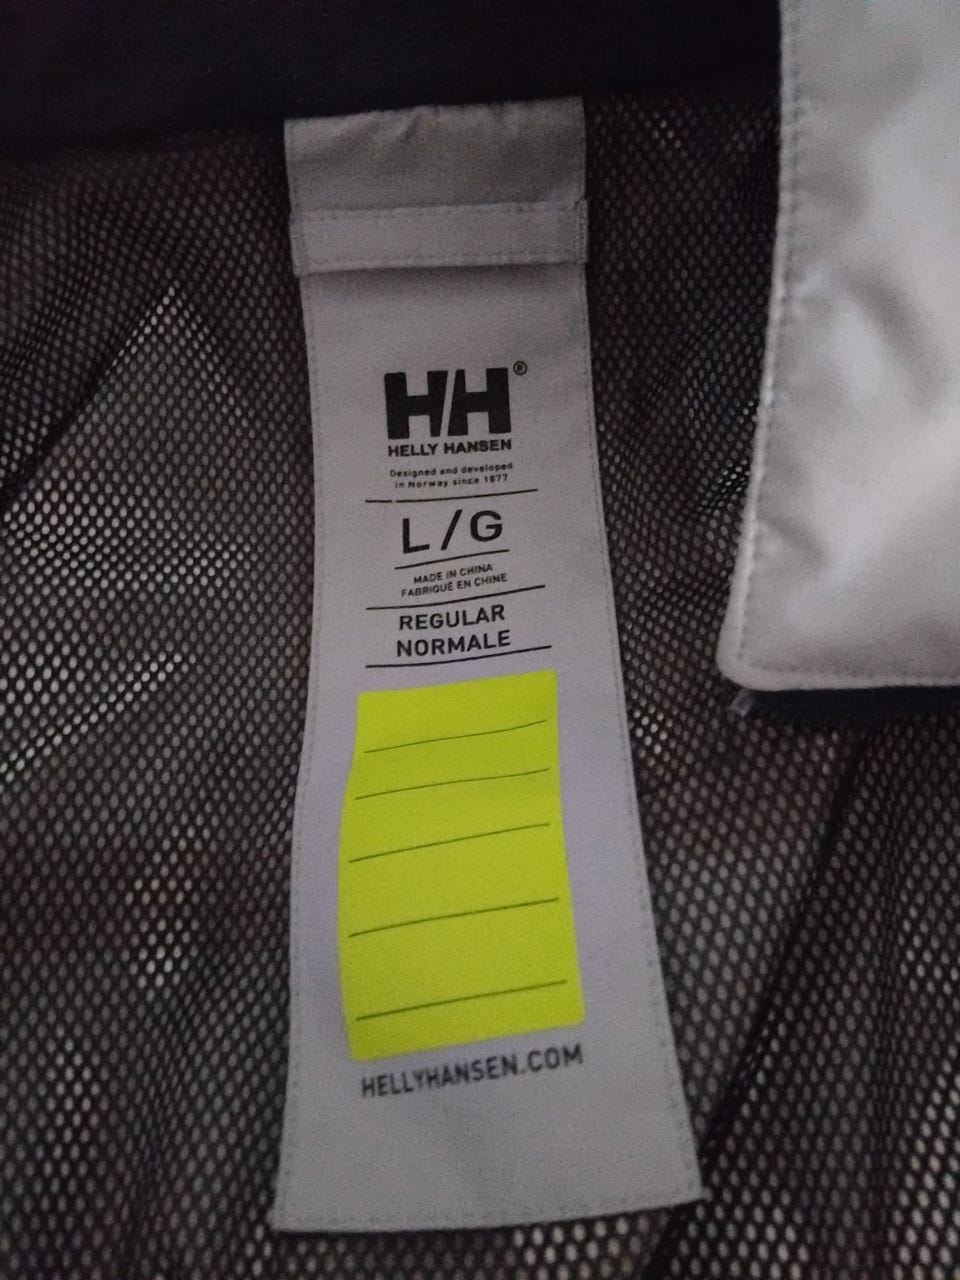 HH®
HELLY HANSEN
Designed and developed
in Norway since 1877
L/G
MADE IN CHINA
FABRIQUÉ EN CHINE
REGULAR
NORMALE
HELLYHANSEN.COM